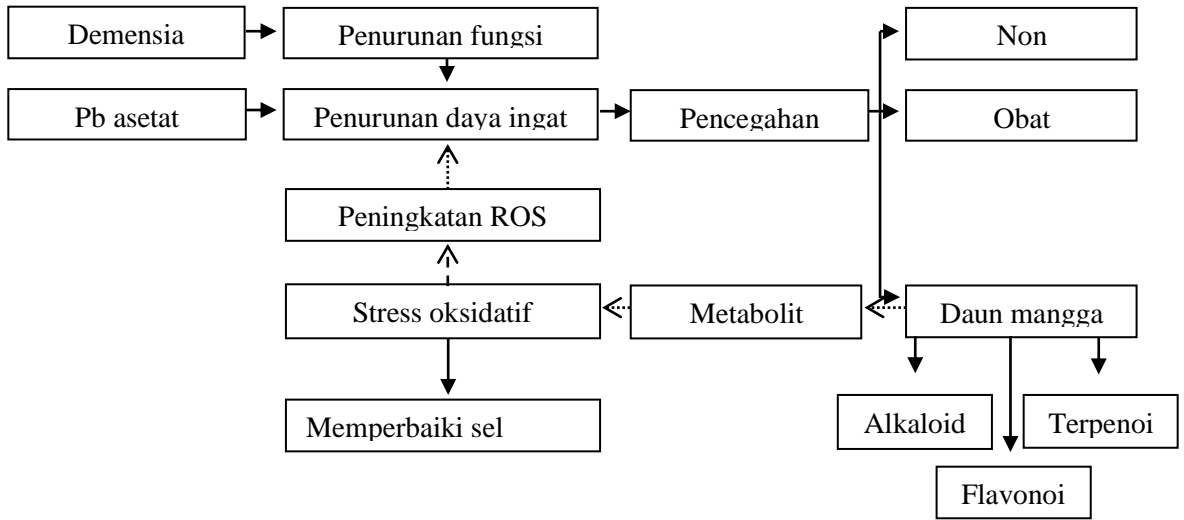 Demensia
Penurunan fungsi
Non
Pb asetat
Penurunan daya ingat
Pencegahan
Obat
Peningkatan ROS
Stress oksidatif
Metabolit
Daun mangga
Memperbaiki sel
Alkaloid
Terpenoi
Flavonoi